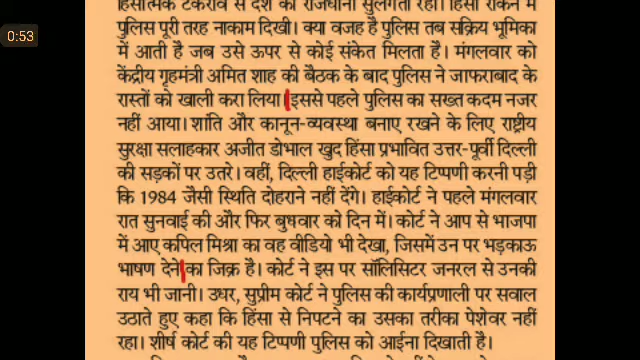 0:53
हिंसात्मक टकराव से देश की राजधानी सुलगती रही। हिंसा रोकने में
पुलिस पूरी तरह नाकाम दिखी। क्या वजह है पुलिस तब सक्रिय भूमिका
में आती है जब उसे ऊपर से कोई संकेत मिलता है। मंगलवार को
केंद्रीय गृहमंत्री अमित शाह की बैठक के बाद पुलिस ने जाफराबाद के
रास्तों को खाली करा लिया। इससे पहले पुलिस का सख्त कदम नजर
नहीं आया। शांति और कानून-व्यवस्था बनाए रखने के लिए राष्ट्रीय
सुरक्षा सलाहकार अजीत डोभाल खुद हिंसा प्रभावित उत्तर-पूर्वी दिल्ली
की सड़कों पर उतरे। वहीं, दिल्ली हाईकोर्ट को यह टिप्पणी करनी पड़ी
कि 1984 जैसी स्थिति दोहराने नहीं देंगे। हाईकोर्ट ने पहले मंगलवार
रात सुनवाई की और फिर बुधवार को दिन में। कोर्ट ने आप से भाजपा
में आए कपिल मिश्रा का वह वीडियो भी देखा, जिसमें उन पर भड़काऊ
भाषण देने का जिक्र है। कोर्ट ने इस पर सॉलिसिटर जनरल से उनकी
राय भी जानी। उधर, सुप्रीम कोर्ट ने पुलिस की कार्यप्रणाली पर सवाल
उठाते हुए कहा कि हिंसा से निपटने का उसका तरीका पेशेवर नहीं
रहा। शीर्ष कोर्ट की यह टिप्पणी पुलिस को आईना दिखाती है।